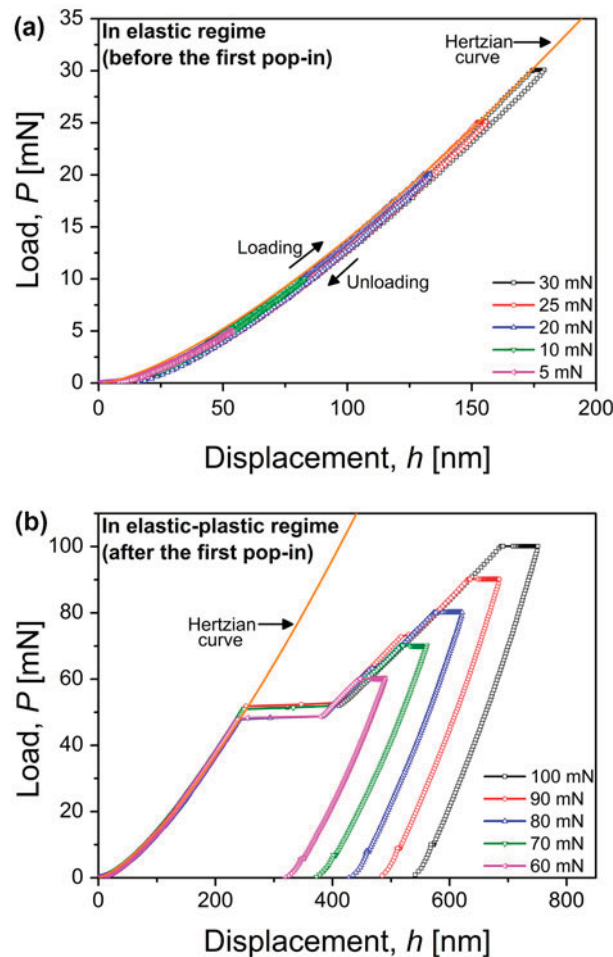 (a)
In elastic regime
(before the first pop-in)
Hertzian
curve
Loading
Unloading
30 mN
25 mN
20 mN
10 mN
5 mN
Load, P [mN]
35
30
25
20
15
10
5
0
0 50 100 150 200
Displacement, h [nm]
(b)
In elastic-plastic regime
(after the first pop-in)
Hertzian
curve
100 mN
90 mN
80 mN
70 mN
60 mN
Load, P [mN]
100
80
60
40
20
0
0 200 400 600 800
Displacement, h [nm]